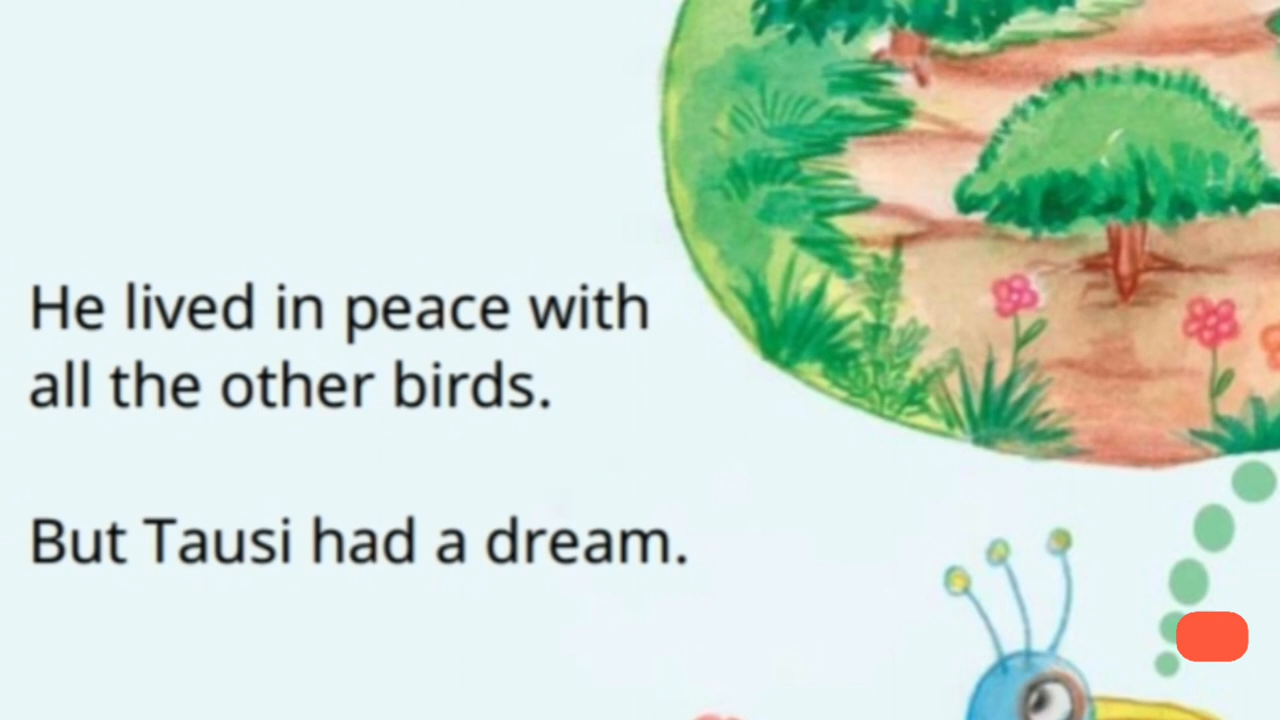 He lived in peace with
all the other birds.
But Tausi had a dream.